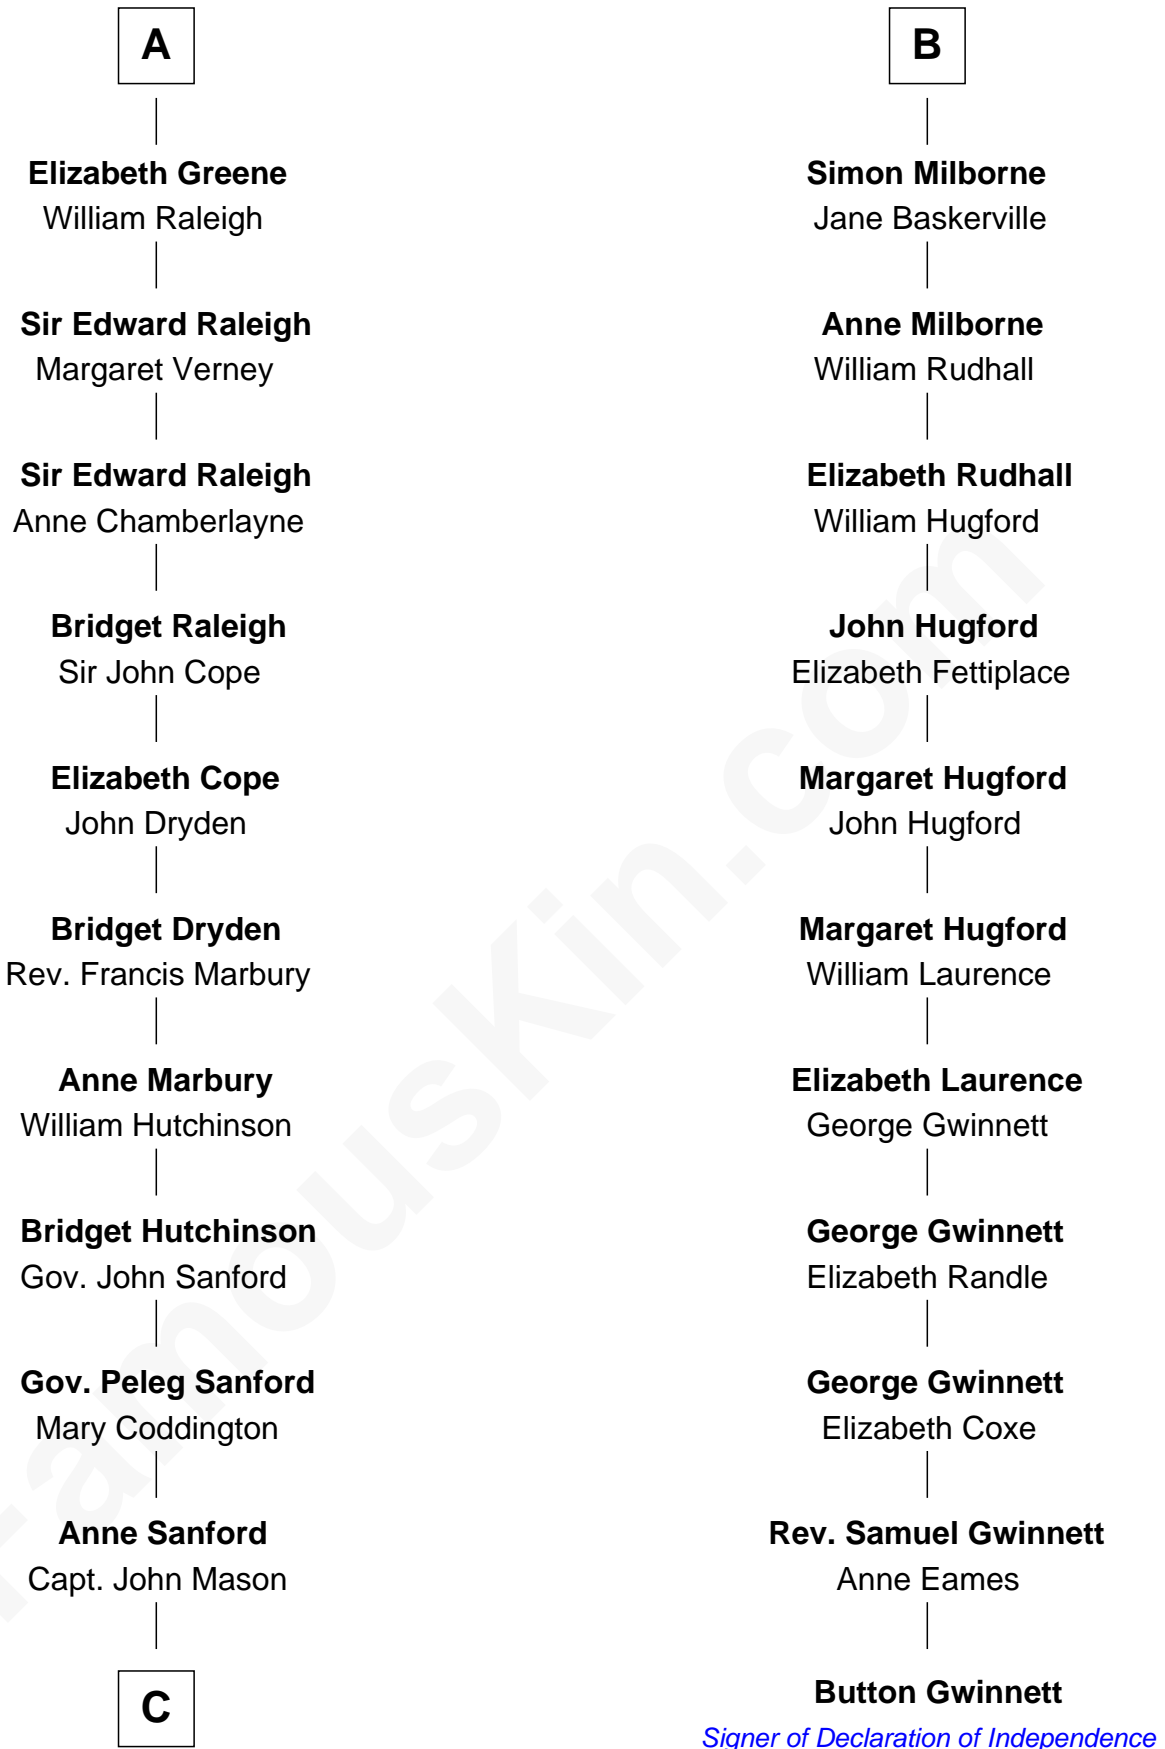 A
Elizabeth Greene
William Raleigh
Sir Edward Raleigh
Margaret Verney
Sir Edward Raleigh
Anne Chamberlayne
Bridget Raleigh
Sir John Cope
Elizabeth Cope
John Dryden
Bridget Dryden
Rev. Francis Marbury
Anne Marbury
William Hutchinson
Bridget Hutchinson
Gov. John Sanford
Gov. Peleg Sanford
Mary Coddington
Anne Sanford
Capt. John Mason
C
B
Simon Milborne
Jane Baskerville
Anne Milborne
William Rudhall
Elizabeth Rudhall
William Hugford
John Hugford
Elizabeth Fettiplace
Margaret Hugford
John Hugford
Margaret Hugford
William Laurence
Elizabeth Laurence
George Gwinnett
George Gwinnett
Elizabeth Randle
George Gwinnett
Elizabeth Coxe
Rev. Samuel Gwinnett
Anne Eames
Button Gwinnett
Signer of Declaration of Independence
FamousKin.com